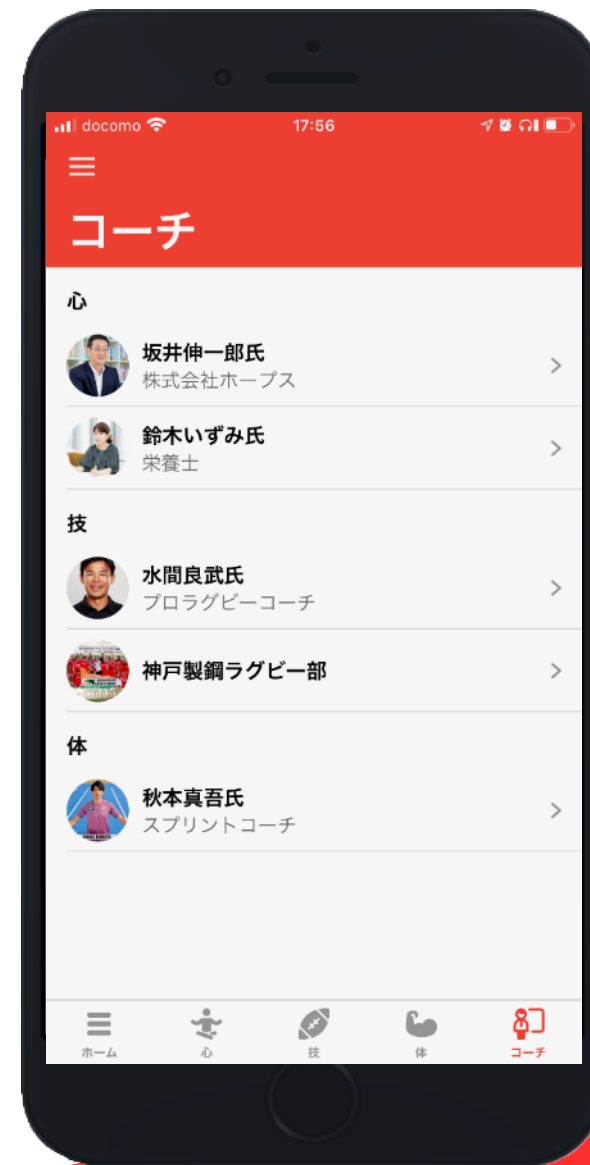 docomo
17:56
コーチ
心
坂井伸一郎氏
株式会社ホープス
鈴木いずみ氏
栄養士
技
水間良武氏
プロラグビーコーチ
神戸製鋼ラグビー部
体
秋本真吾氏
スプリントコーチ
ホーム
心
技
体
コーチ